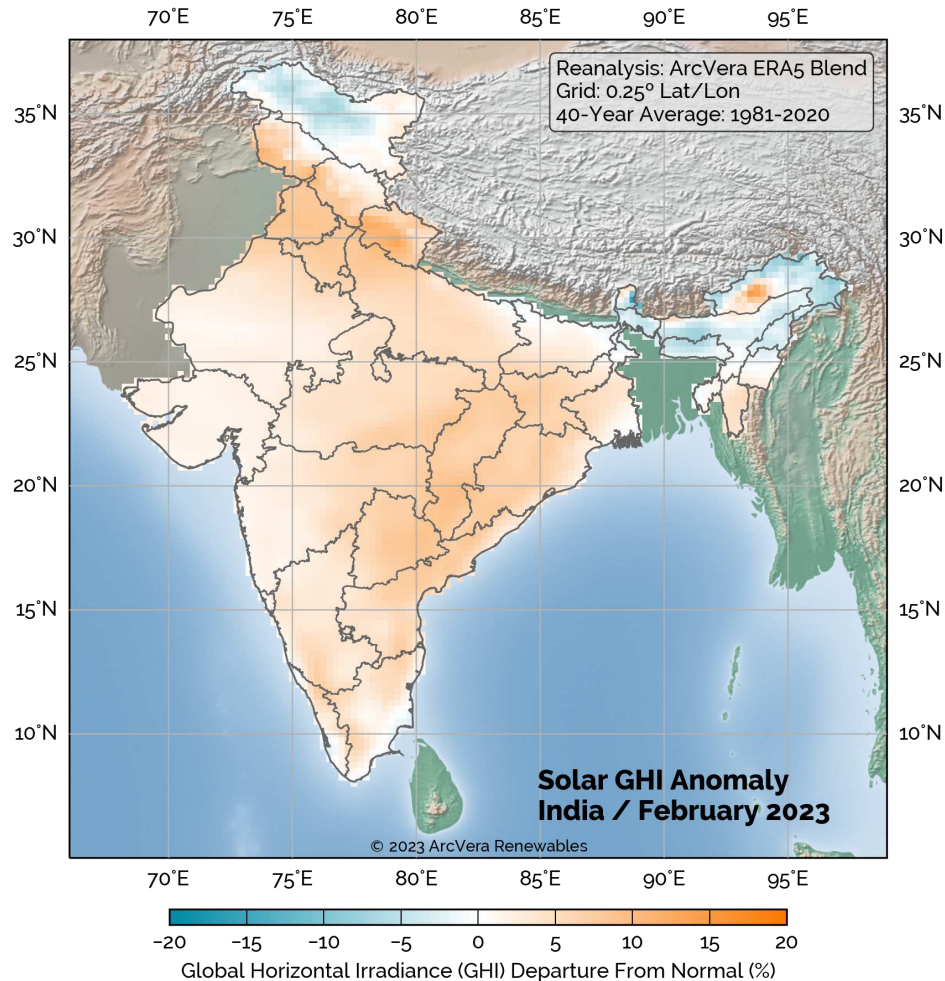 70°E 75°E 80°E 85°E 90°E 95°E
Reanalysis: ArcVera ERA5 Blend
Grid: 0.25º Lat/Lon
40-Year Average: 1981-2020
35°N 35°N
30°N 30°N
25°N 25°N
20°N 20°N
15°N 15°N
10°N 10°N
Solar GHI Anomaly
India / February 2023
© 2023 ArcVera Renewables
70°E 75°E 80°E 85°E 90°E 95°E
−20 −15 −10 −5 0 5 10 15 20
Global Horizontal Irradiance (GHI) Departure From Normal (%)